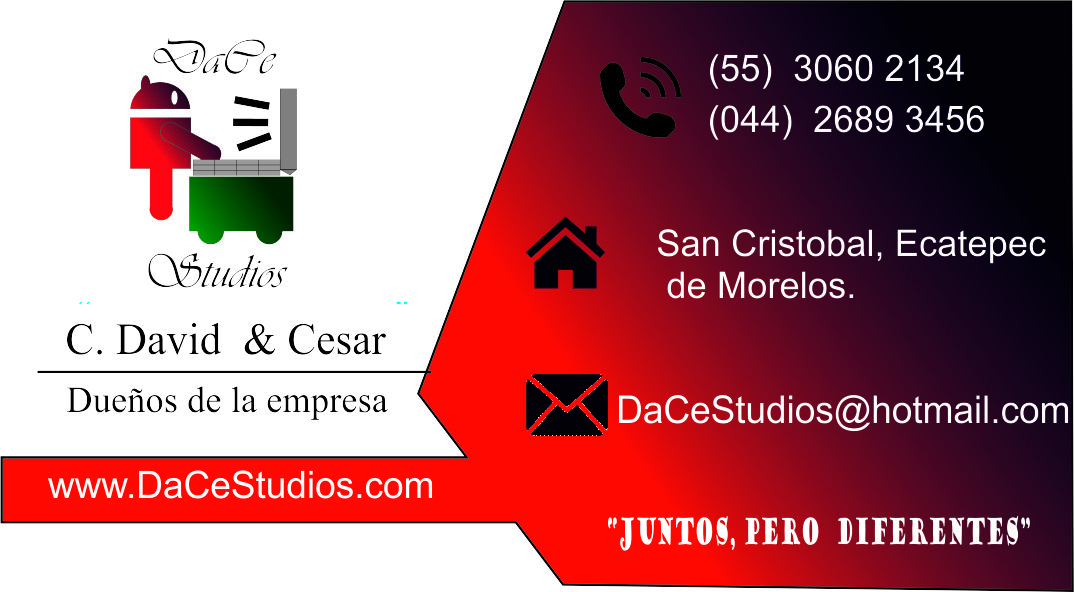 DaCe
Studios
“ ”
C. David & Cesar
Dueños de la empresa
www.DaCeStudios.com
(55) 3060 2134
(044) 2689 3456
San Cristobal, Ecatepec
de Morelos.
DaCeStudios@hotmail.com
"JUNTOS, PERO DIFERENTES"